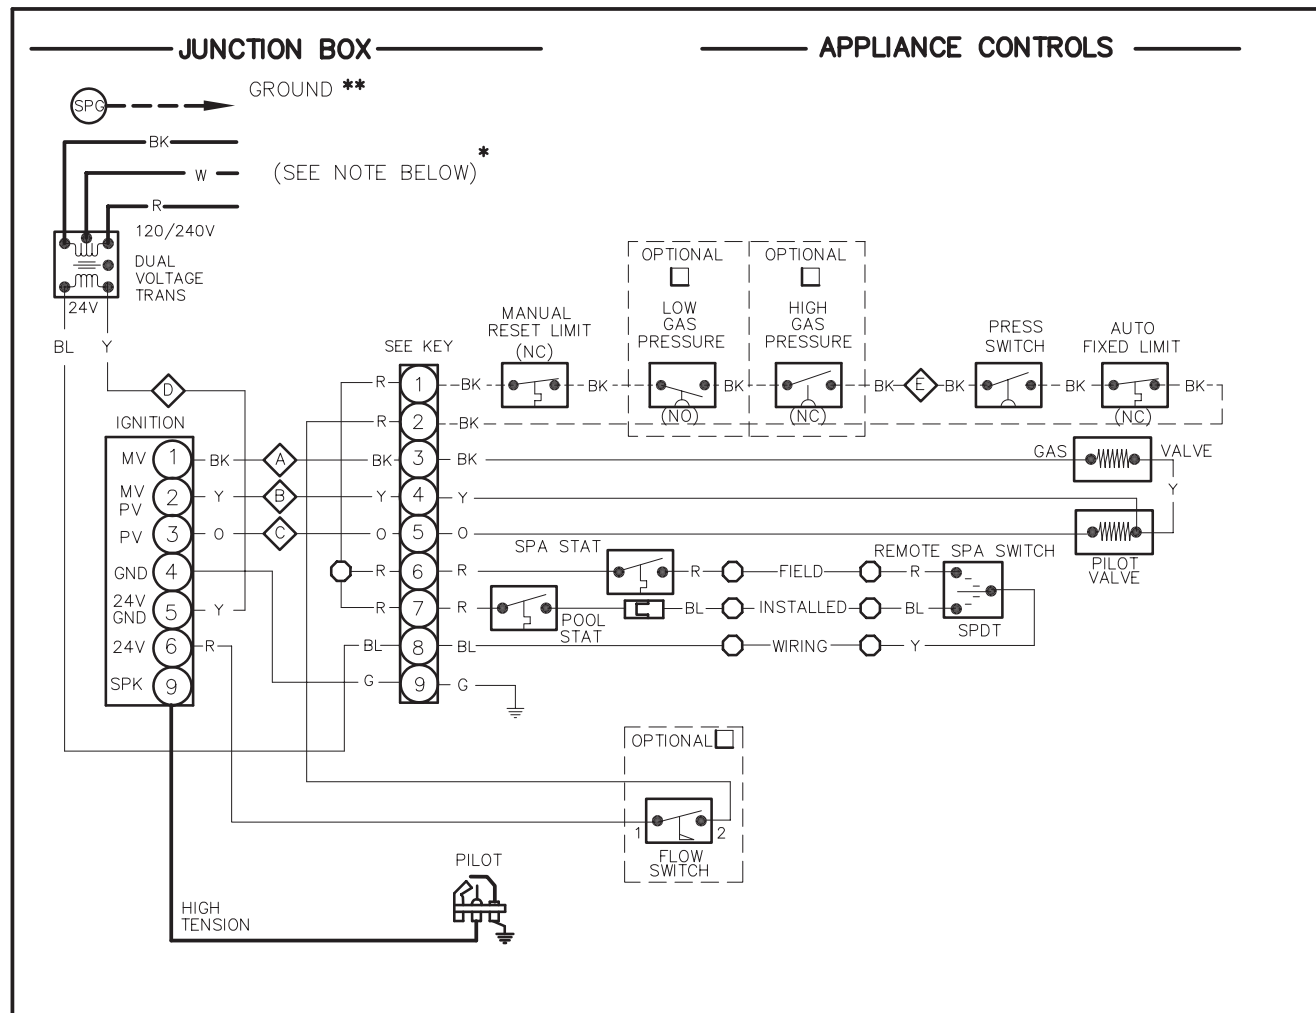 JUNCTION BOX
APPLIANCE CONTROLS
SPG
GROUND **
BK
W
(SEE NOTE BELOW)*
R
120/240V
DUAL
VOLTAGE
TRANS
24V
BL
Y
D
OPTIONAL
LOW
GAS
PRESSURE
(NO)
OPTIONAL
HIGH
GAS
PRESSURE
(NC)
MANUAL
RESET LIMIT
(NC)
PRESS
SWITCH
AUTO
FIXED LIMIT
(NC)
SEE KEY
R 1 BK BK BK BK E BK BK BK
R 2 BK
IGNITION
MV 1 BK A BK 3 BK
GAS VALVE
Y
MV
PV
2 Y B Y 4 Y
PV 3 O C O 5 O
PILOT
VALVE
SPA STAT
REMOTE SPA SWITCH
GND 4
R 6 R R FIELD R
24V
GND
5 Y
R 7 R BL INSTALLED BL
POOL
STAT
SPDT
24V 6 R
BL 8 BL WIRING Y
SPK 9
G 9 G
OPTIONAL
1 2
FLOW
SWITCH
PILOT
HIGH
TENSION